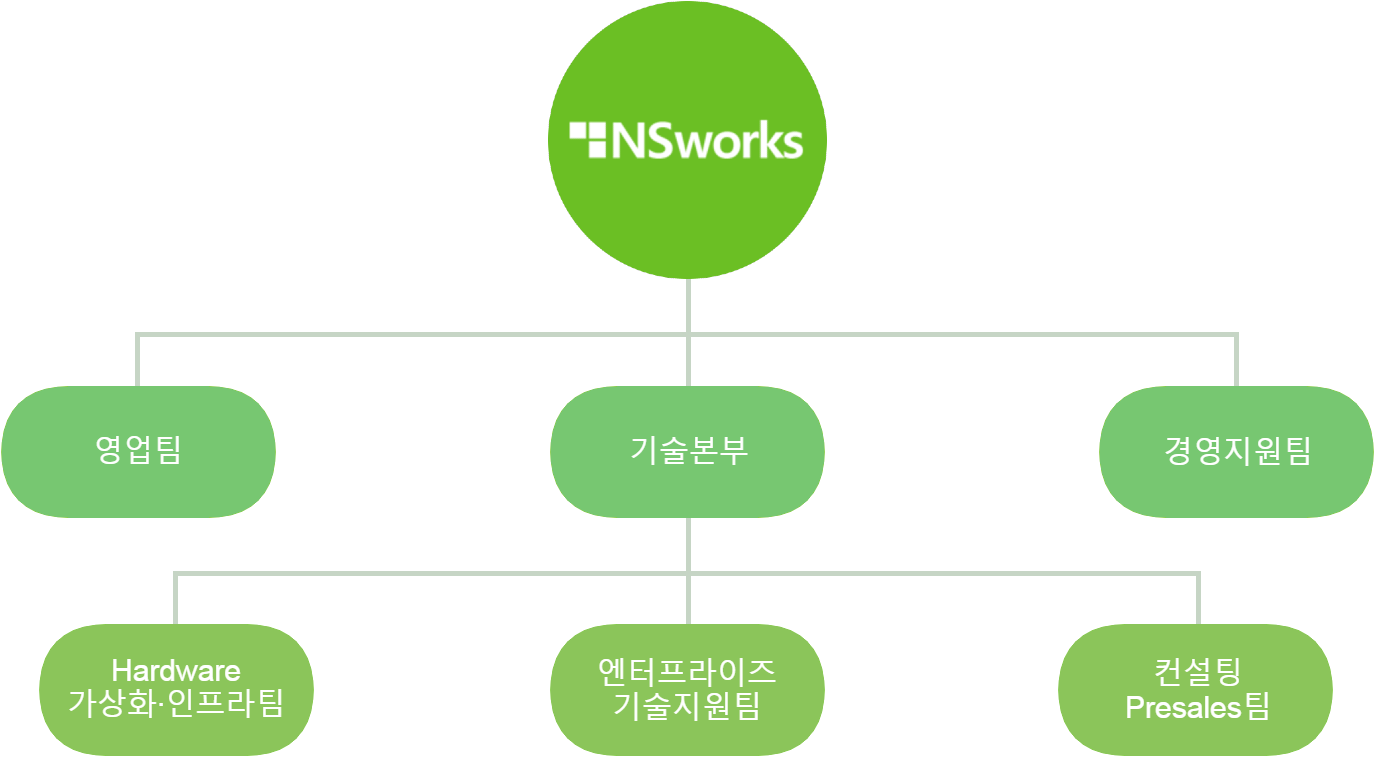 NSworks
영업팀
기술본부
경영지원팀
Hardware
가상화·인프라팀
엔터프라이즈
기술지원팀
컨설팅
Presales팀